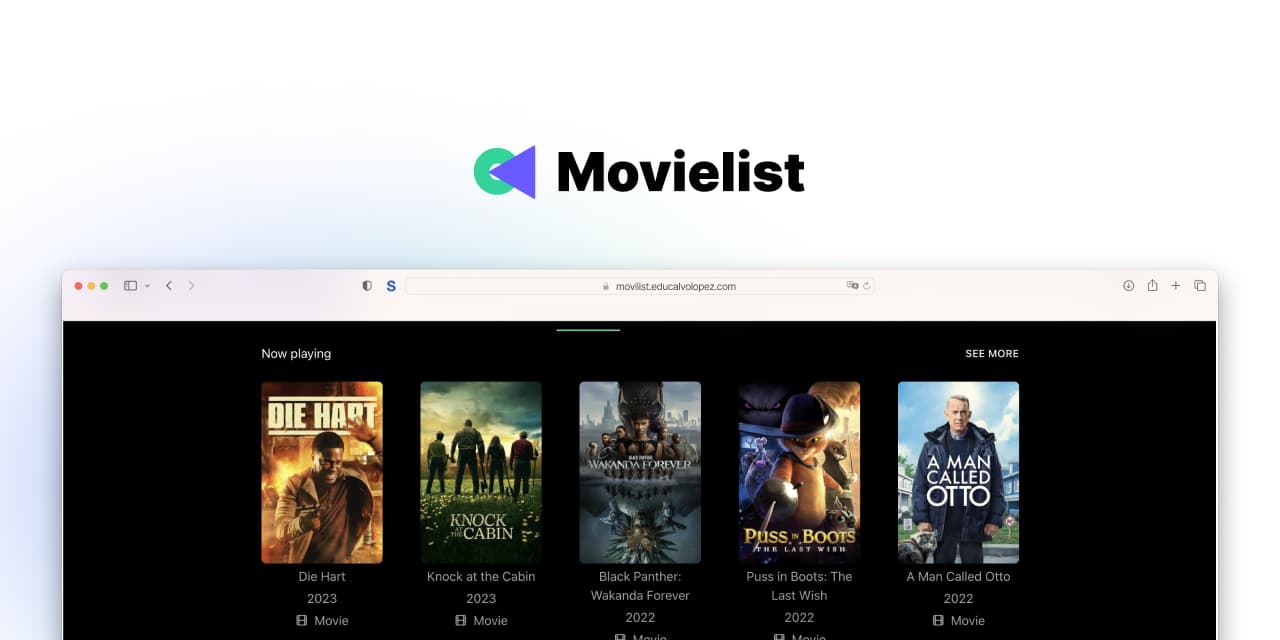 Movielist
S
movilist.educalvolopez.com
Now playing
SEE MORE
DIE HART
KNOCK
AT THE CABIN
BLACK PANTHER
WAKANDA FOREVER
PUSS IN BOOTS
THE LAST WISH
A MAN
CALLED
OTTO
Die Hart
2023
Movie
Knock at the Cabin
2023
Movie
Black Panther:
Wakanda Forever
2022
Movie
Puss in Boots: The
Last Wish
2022
Movie
A Man Called Otto
2022
Movie